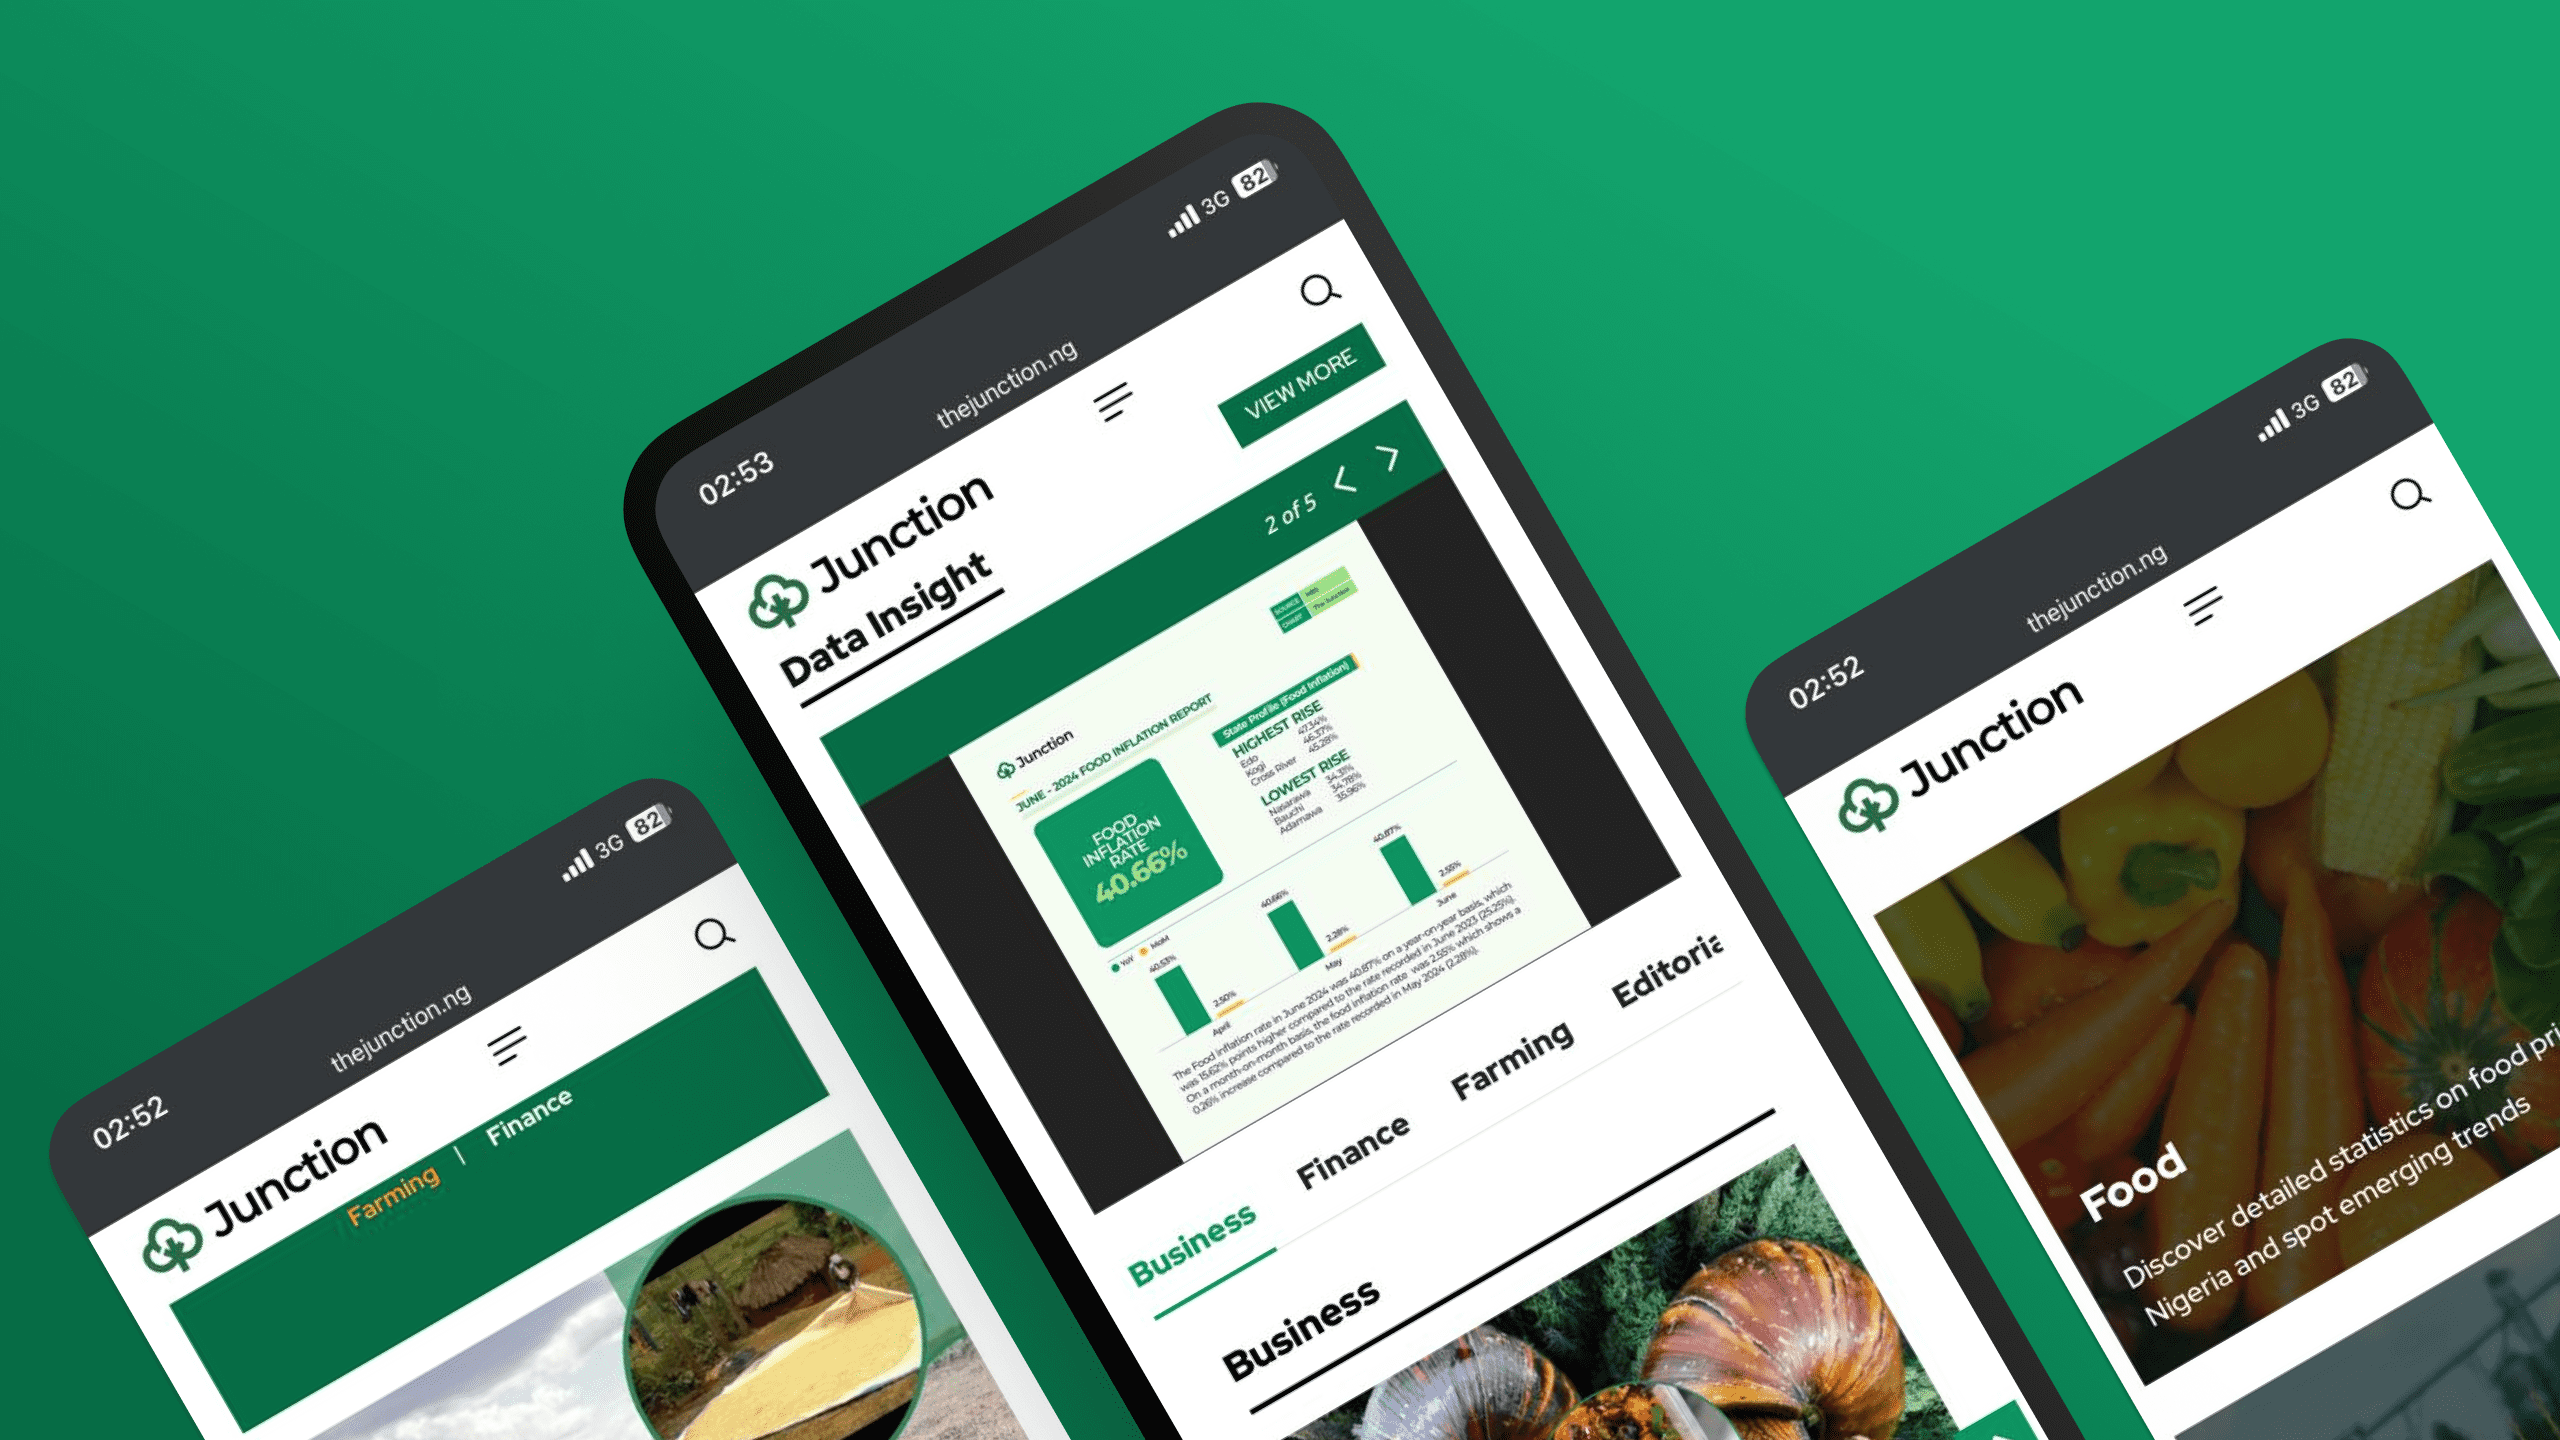 02:52
3G
82
thejunction.ng
Junction
Farming | Finance
02:53
3G
82
thejunction.ng
Junction
VIEW MORE
Data Insight
2 of 5
SOURCE
NBS
CHART
The Junction
Junction
JUNE - 2024 FOOD INFLATION REPORT
FOOD
INFLATION
RATE
40.66%
State Profile (Food Inflation)
HIGHEST RISE
Edo 47.34%
Kogi 46.37%
Cross River 45.28%
LOWEST RISE
Nasarawa 34.31%
Bauchi 34.78%
Adamawa 35.96%
YoY MoM
40.53%
2.50%
April
40.66%
2.28%
May
40.87%
2.55%
June
The Food inflation rate in June 2024 was 40.87% on a year-on-year basis, which
was 15.62% points higher compared to the rate recorded in June 2023 (25.25%).
On a month-on-month basis, the food inflation rate was 2.55% which shows a
0.26% increase compared to the rate recorded in May 2024 (2.28%).
Business Finance Farming Editoria
Business
02:52
3G
82
thejunction.ng
Junction
Food
Discover detailed statistics on food pri
Nigeria and spot emerging trends